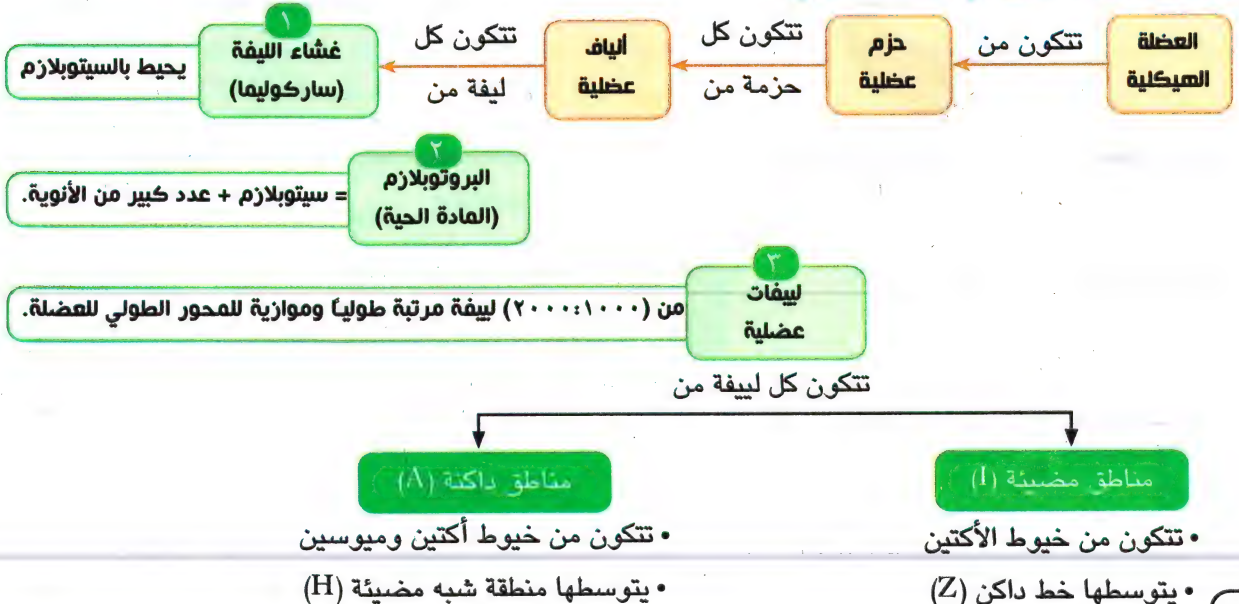 العضلة الهيكلية
تتكون من
حزم عضلية
تتكون كل حزمة من
ألياف عضلية
تتكون كل ليفة من
١
غشاء الليفة
(ساركوليما)
يحيط بالسيتوبلازم
٢
البروتوبلازم
(المادة الحية)
= سيتوبلازم + عدد كبير من الأنوية.
٣
لييفات
عضلية
من (١٠٠٠:٢٠٠٠) لييفة مرتبة طولياً وموازية للمحور الطولي للعضلة.
تتكون كل لييفة من
مناطق مضيئة (I)
• تتكون من خيوط الأكتين
• يتوسطها خط داكن (Z)
مناطق داكنة (A)
• تتكون من خيوط أكتين وميوسين
• يتوسطها منطقة شبه مضيئة (H)